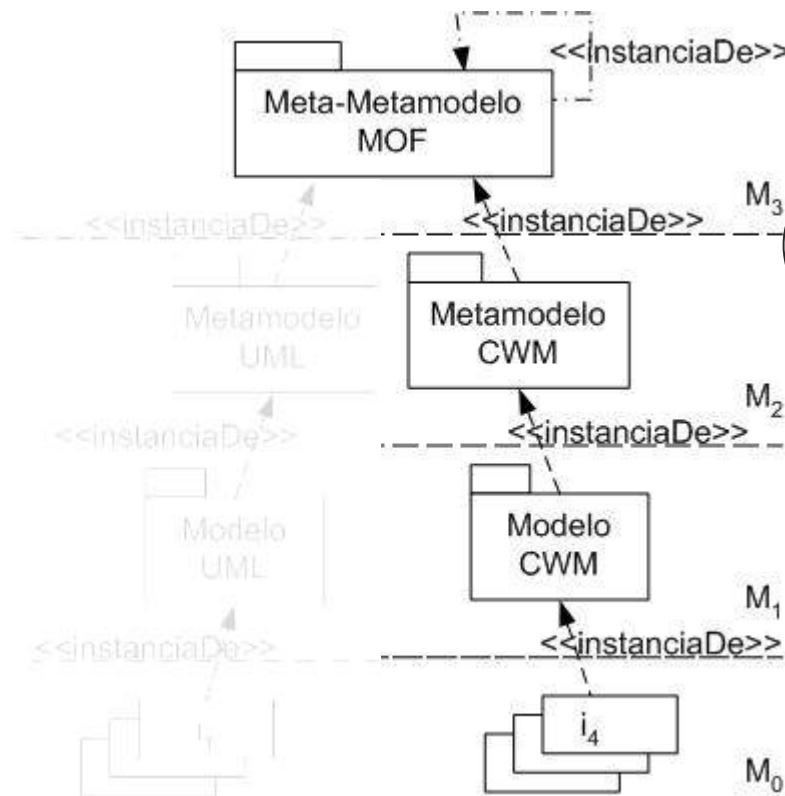 <<instanciaDe>>
Meta-Metamodelo
MOF
M3
<<instanciaDe>>
<<instanciaDe>>
Metamodelo
UML
Metamodelo
CWM
M2
<<instanciaDe>>
<<instanciaDe>>
Modelo
UML
Modelo
CWM
M1
<<instanciaDe>>
<<instanciaDe>>
i4
M0